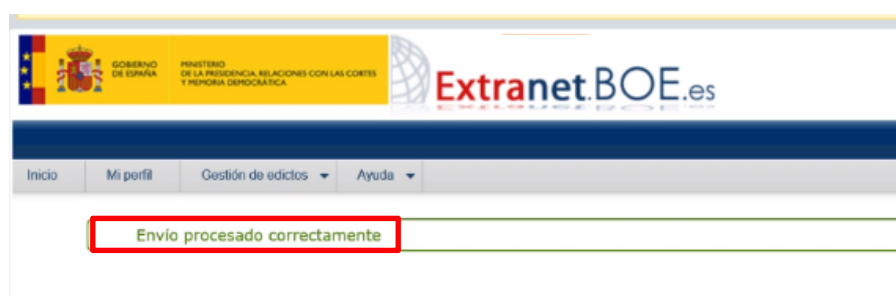 GOBIERNO
DE ESPAÑA
MINISTERIO
DE LA PRESIDENCIA, RELACIONES CON LAS CORTES
Y MEMORIA DEMOCRÁTICA
Extranet.BOE.es
Inicio Mi perfil Gestión de edictos Ayuda
Envío procesado correctamente